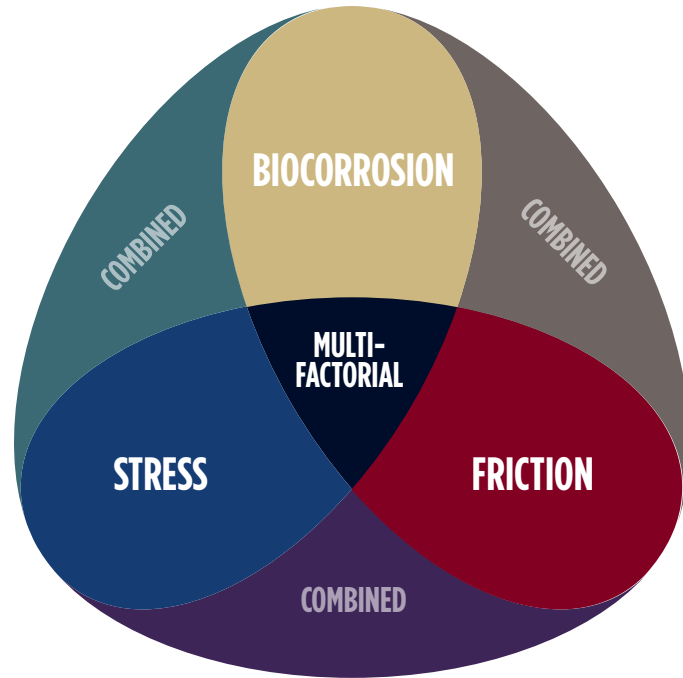 BIOCORROSION
COMBINED
COMBINED
MULTI-
FACTORIAL
STRESS
FRICTION
COMBINED